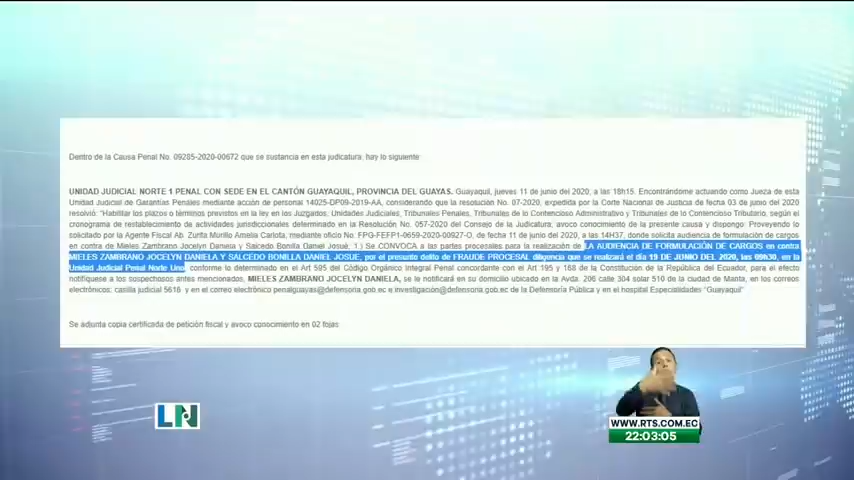 Dentro de la Causa Penal No. 09285-2020-00672 que se sustancia en esta judicatura, hay lo siguiente
UNIDAD JUDICIAL NORTE 1 PENAL CON SEDE EN EL CANTÓN GUAYAQUIL, PROVINCIA DEL GUAYAS. Guayaquil, jueves 11 de junio del 2020, a las 18h15. Encontrándome actuando como Jueza de esta
Unidad Judicial de Garantías Penales mediante acción de personal 14025-DP09-2019-AA, considerando que la resolución No. 07-2020, expedida por la Corte Nacional de Justicia de fecha 03 de junio del 2020
resolvió: "Habilitar los plazos o términos previstos en la ley en los Juzgados, Unidades Judiciales, Tribunales Penales, Tribunales de lo Contencioso Administrativo y Tribunales de lo Contencioso Tributario, según el
cronograma de restablecimiento de actividades jurisdiccionales determinado en la Resolución No. 057-2020 del Consejo de la Judicatura, avoco conocimiento de la presente causa y dispongo: Proveyendo lo
solicitado por la Agente Fiscal Ab. Zurita Murillo Amelia Carlota, mediante oficio No. FPG-FEFP1-0659-2020-00927-O, de fecha 11 de junio del 2020, a las 14H37, donde solicita audiencia de formulación de cargos
en contra de Mieles Zambrano Jocelyn Daniela y Salcedo Bonilla Daniel Josue; 1.) Se CONVOCA a las partes procesales para la realización de LA AUDIENCIA DE FORMULACIÓN DE CARGOS en contra
MIELES ZAMBRANO JOCELYN DANIELA Y SALCEDO BONILLA DANIEL JOSUE, por el presunto delito de FRAUDE PROCESAL diligencia que se realizará el día 19 DE JUNIO DEL 2020, las 09h30, en la
Unidad Judicial Penal Norte Uno, conforme lo determinado en el Art 595 del Código Orgánico Integral Penal concordante con el Art 195 y 168 de la Constitución de la República del Ecuador, para el efecto
notifíquese a los sospechosos antes mencionados, MIELES ZAMBRANO JOCELYN DANIELA, se le notificará en su domicilio ubicado en la Avda. 206 calle 304 solar 510 de la ciudad de Manta, en los correos
electrónicos: casilla judicial 5616 y en el correo electrónico penalguayas@defensoria.gob.ec e investigación@defensoria.gob.ec de la Defensoría Pública y en el hospital Especialidades "Guayaquil"
Se adjunta copia certificada de petición fiscal y avoco conocimiento en 02 fojas
LN
WWW.RTS.COM.EC
22:03:05